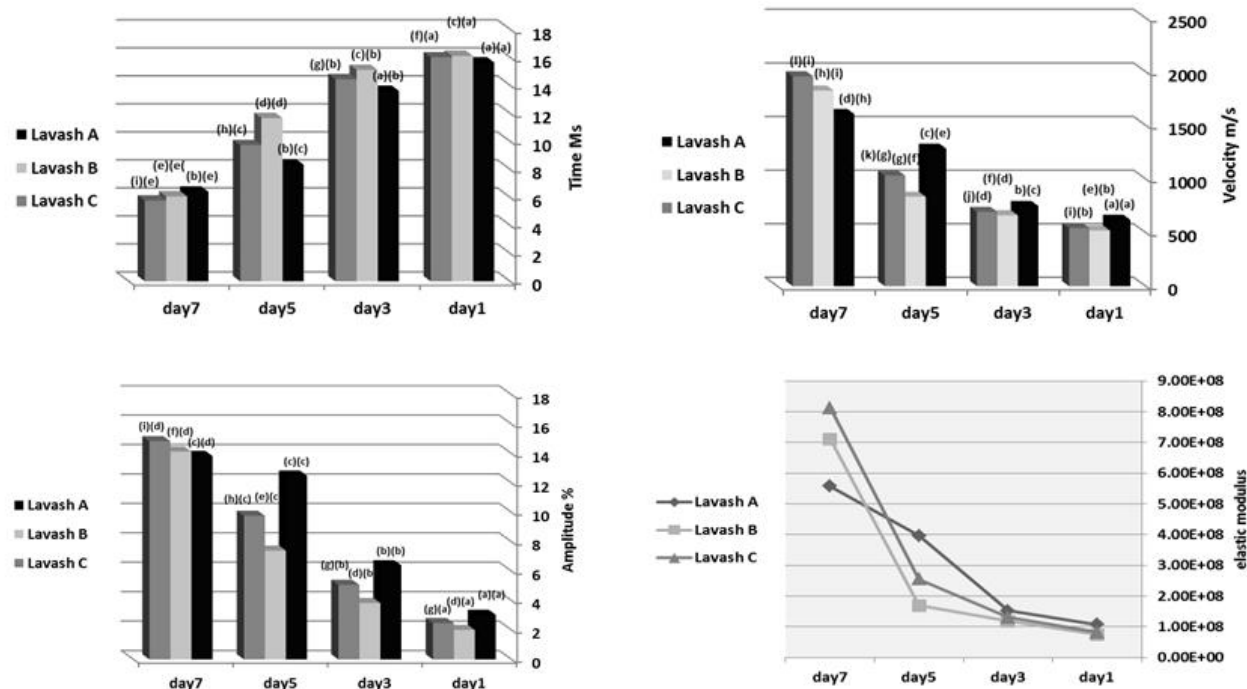 (c)(a)
(f)(a)
(a)(a)
(g)(b) (c)(b)
(a)(b)
(d)(d)
(h)(c)
(b)(c)
(e)(e(
(i)(e) (b)(e)
18
16
14
12
10
8
6
4
2
0
Time Ms
Lavash A
Lavash B
Lavash C
day7 day5 day3 day1
(l)(i)
(h)(i)
(d)(h)
(c)(e)
(k)(g) (g)(f)
(f)(d)
(j)(d) b)(c)
(e)(b)
(i)(b) (a)(a)
2500
2000
1500
1000
500
0
Velocity m/s
Lavash A
Lavash B
Lavash C
day7 day5 day3 day1
(i)(d) (f)(d) (c)(d)
(c)(c)
(h)(c) (e)(c
(b)(b)
(g)(b) (d)(b
(g)(a) (d)(a) (a)(a)
18
16
14
12
10
8
6
4
2
0
Amplitude %
Lavash A
Lavash B
Lavash C
day7 day5 day3 day1
9.00E+08
8.00E+08
7.00E+08
6.00E+08
5.00E+08
4.00E+08
3.00E+08
2.00E+08
1.00E+08
0.00E+00
elastic modulus
Lavash A
Lavash B
Lavash C
day7 day5 day3 day1